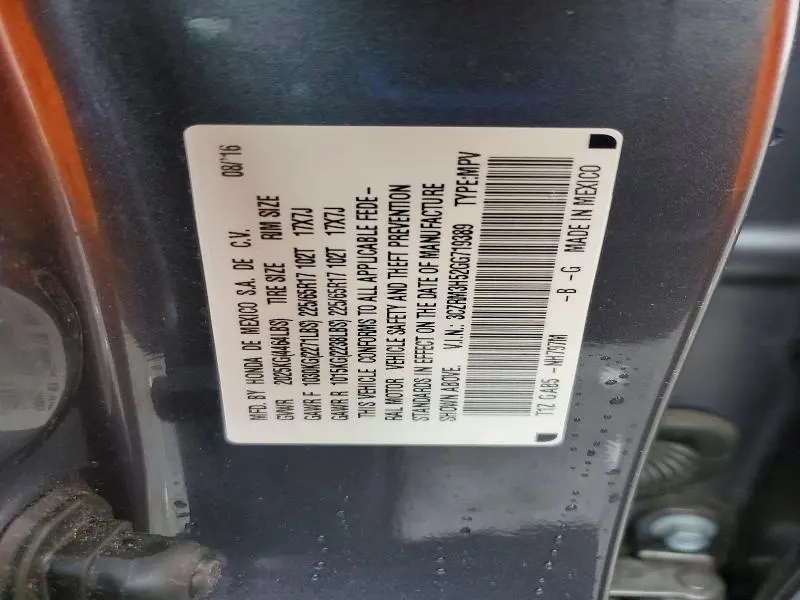 MFD. BY HONDA DE MEXICO S.A. DE C.V. 08/'16
GVWR 2025KG(4464LBS) TIRE SIZE RIM SIZE
GAWR F 1030KG(2271LBS) 225/65R17 102T 17X7J
GAWR R 1015KG(2238LBS) 225/65R17 102T 17X7J
THIS VEHICLE CONFORMS TO ALL APPLICABLE FEDE-
RAL MOTOR VEHICLE SAFETY AND THEFT PREVENTION
STANDARDS IN EFFECT ON THE DATE OF MANUFACTURE
SHOWN ABOVE. V.I.N.: 3CZRM3H52GG719389 TYPE:MPV
T1Z G A85 -NH797M -B -G MADE IN MEXICO